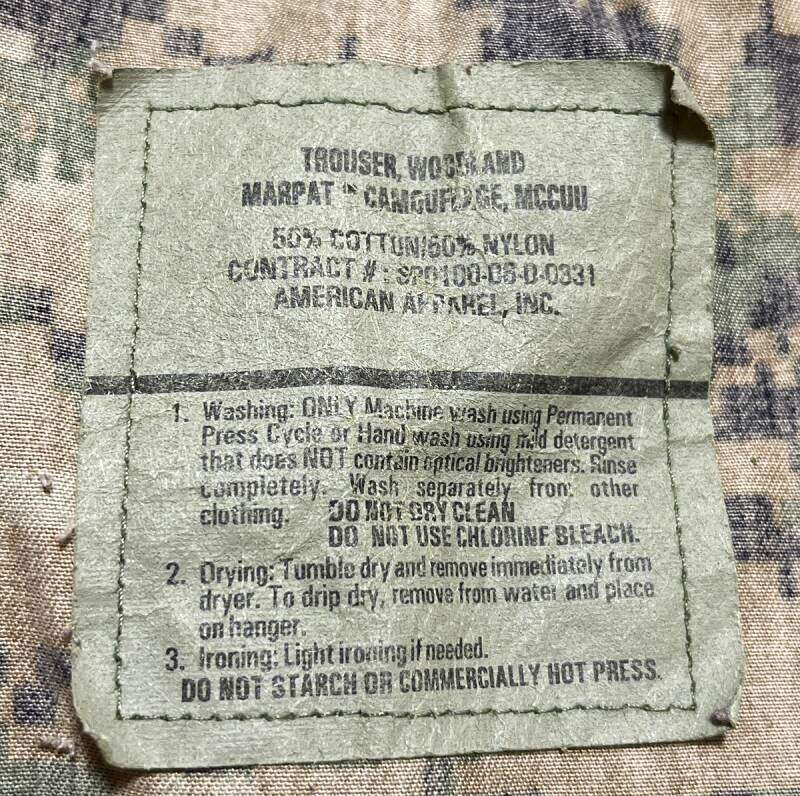 TROUSER, WOODLAND
MARPAT ™ CAMOUFLAGE, MCCUU
50% COTTON/50% NYLON
CONTRACT #: SPO100-06-D-0331
AMERICAN APPAREL, INC.
1. Washing: ONLY Machine wash using Permanent
Press Cycle or Hand wash using mild detergent
that does NOT contain optical brighteners. Rinse
completely. Wash separately from other
clothing. DO NOT DRY CLEAN
DO NOT USE CHLORINE BLEACH.
2. Drying: Tumble dry and remove immediately from
dryer. To drip dry, remove from water and place
on hanger.
3. Ironing: Light ironing if needed.
DO NOT STARCH OR COMMERCIALLY HOT PRESS.